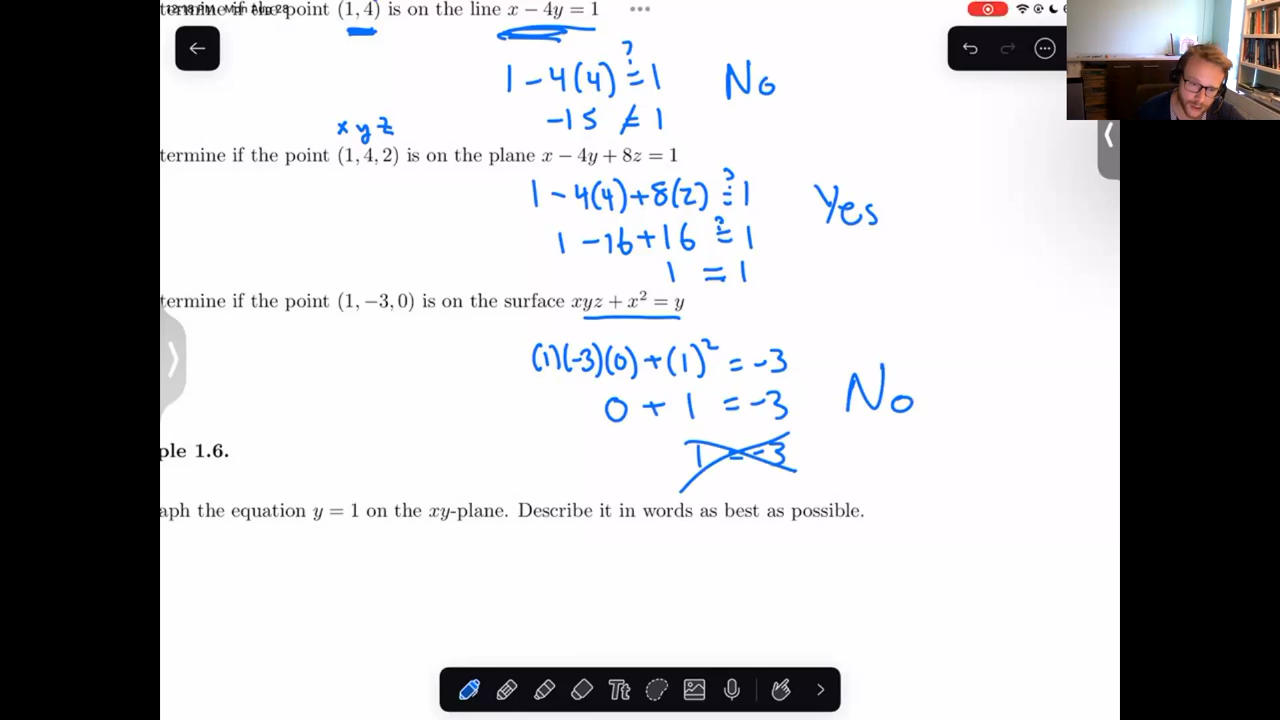 termine if the point (1, 4) is on the line x − 4y = 1
1 − 4(4) ≟ 1 No
−15 ≠ 1
x y z
termine if the point (1, 4, 2) is on the plane x − 4y + 8z = 1
1 − 4(4) + 8(2) ≟ 1 Yes
1 − 16 + 16 ≟ 1
1 = 1
termine if the point (1, −3, 0) is on the surface xyz + x² = y
(1)(-3)(0) + (1)² = -3
0 + 1 = -3 No
1 = -3
ple 1.6.
aph the equation y = 1 on the xy-plane. Describe it in words as best as possible.
Tt